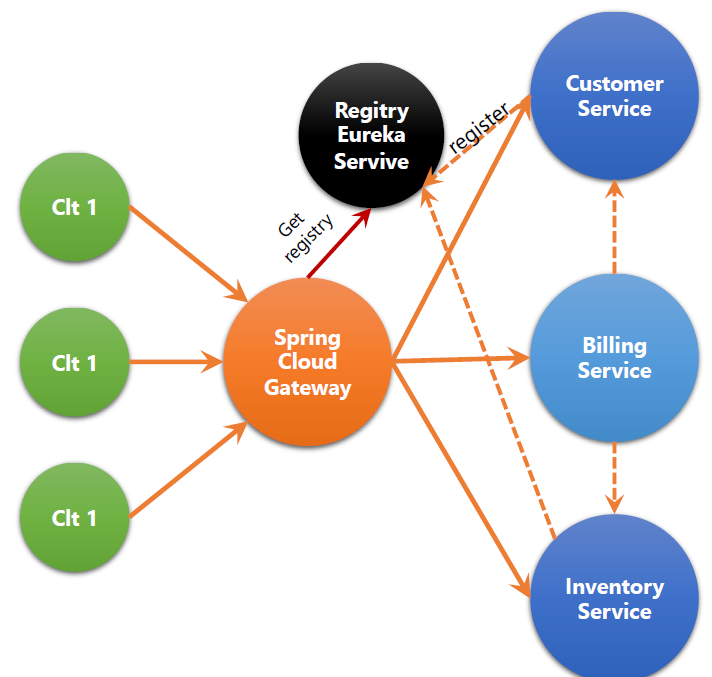 Customer
Service
Regitry
Eureka
Servive
register
Clt 1
Get
registry
Spring
Cloud
Gateway
Clt 1
Billing
Service
Clt 1
Inventory
Service